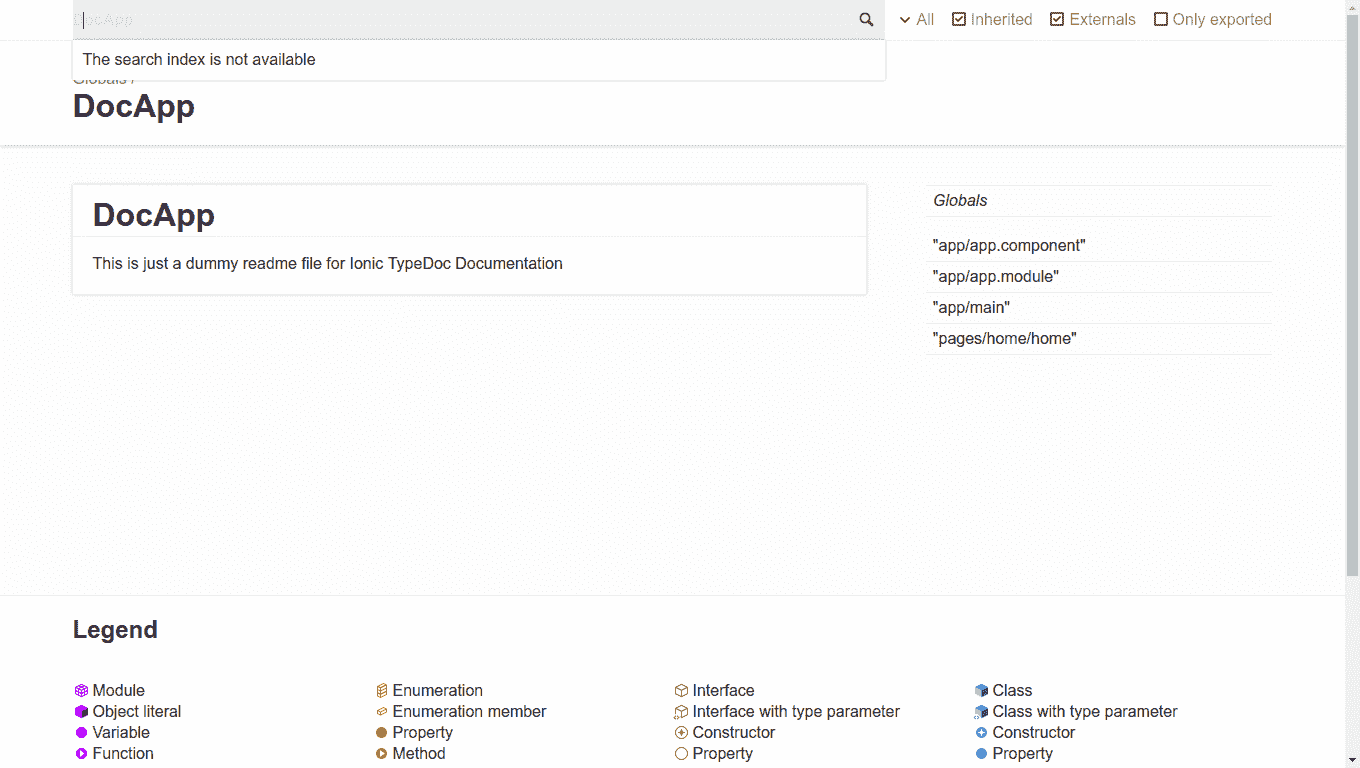 DocApp
All Inherited Externals Only exported
The search index is not available
Globals /
DocApp
DocApp
This is just a dummy readme file for Ionic TypeDoc Documentation
Globals
"app/app.component"
"app/app.module"
"app/main"
"pages/home/home"
Legend
Module Enumeration Interface Class
Object literal Enumeration member Interface with type parameter Class with type parameter
Variable Property Constructor Constructor
Function Method Property Property